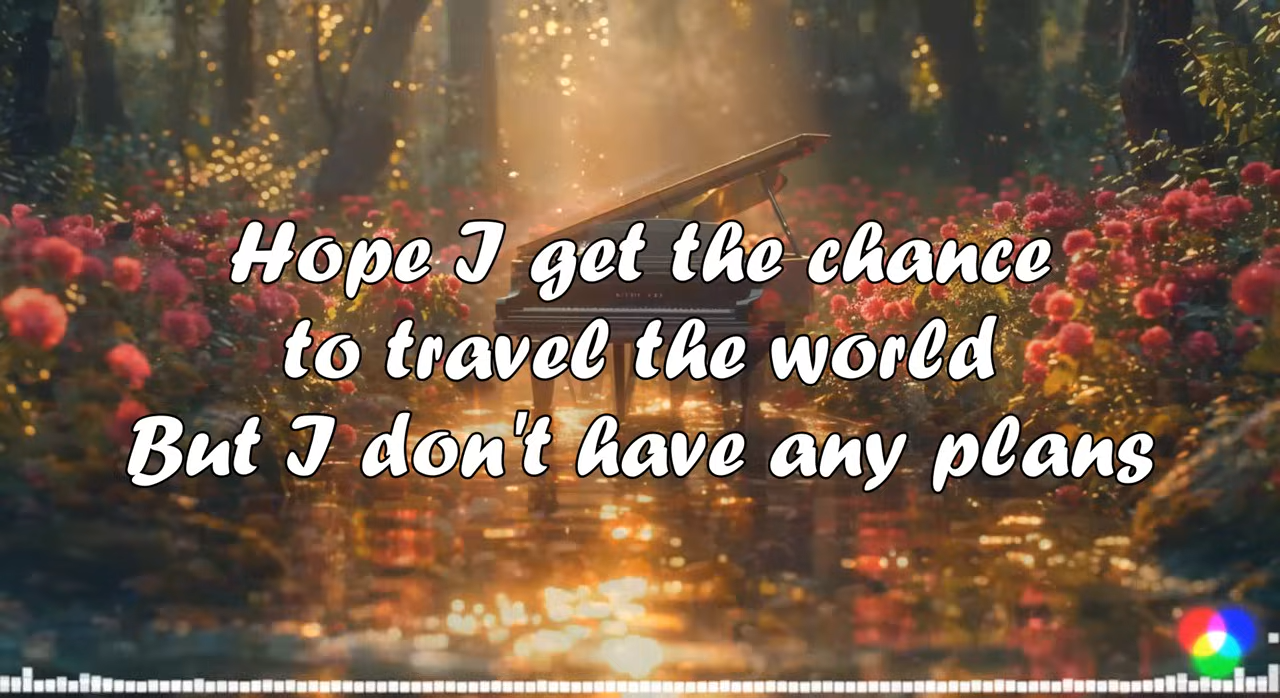 Hope I get the chance
to travel the world
But I don't have any plans